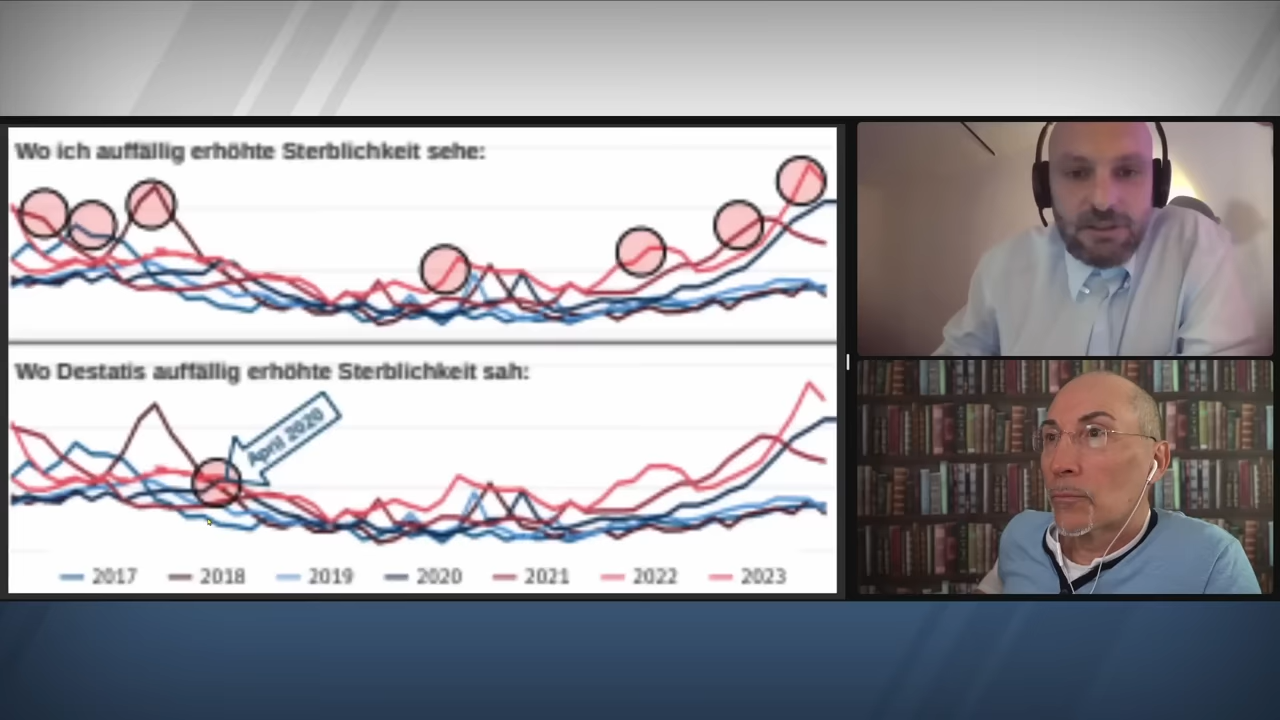 Wo ich auffällig erhöhte Sterblichkeit sehe:
Wo Destatis auffällig erhöhte Sterblichkeit sah:
April 2020
2017 2018 2019 2020 2021 2022 2023